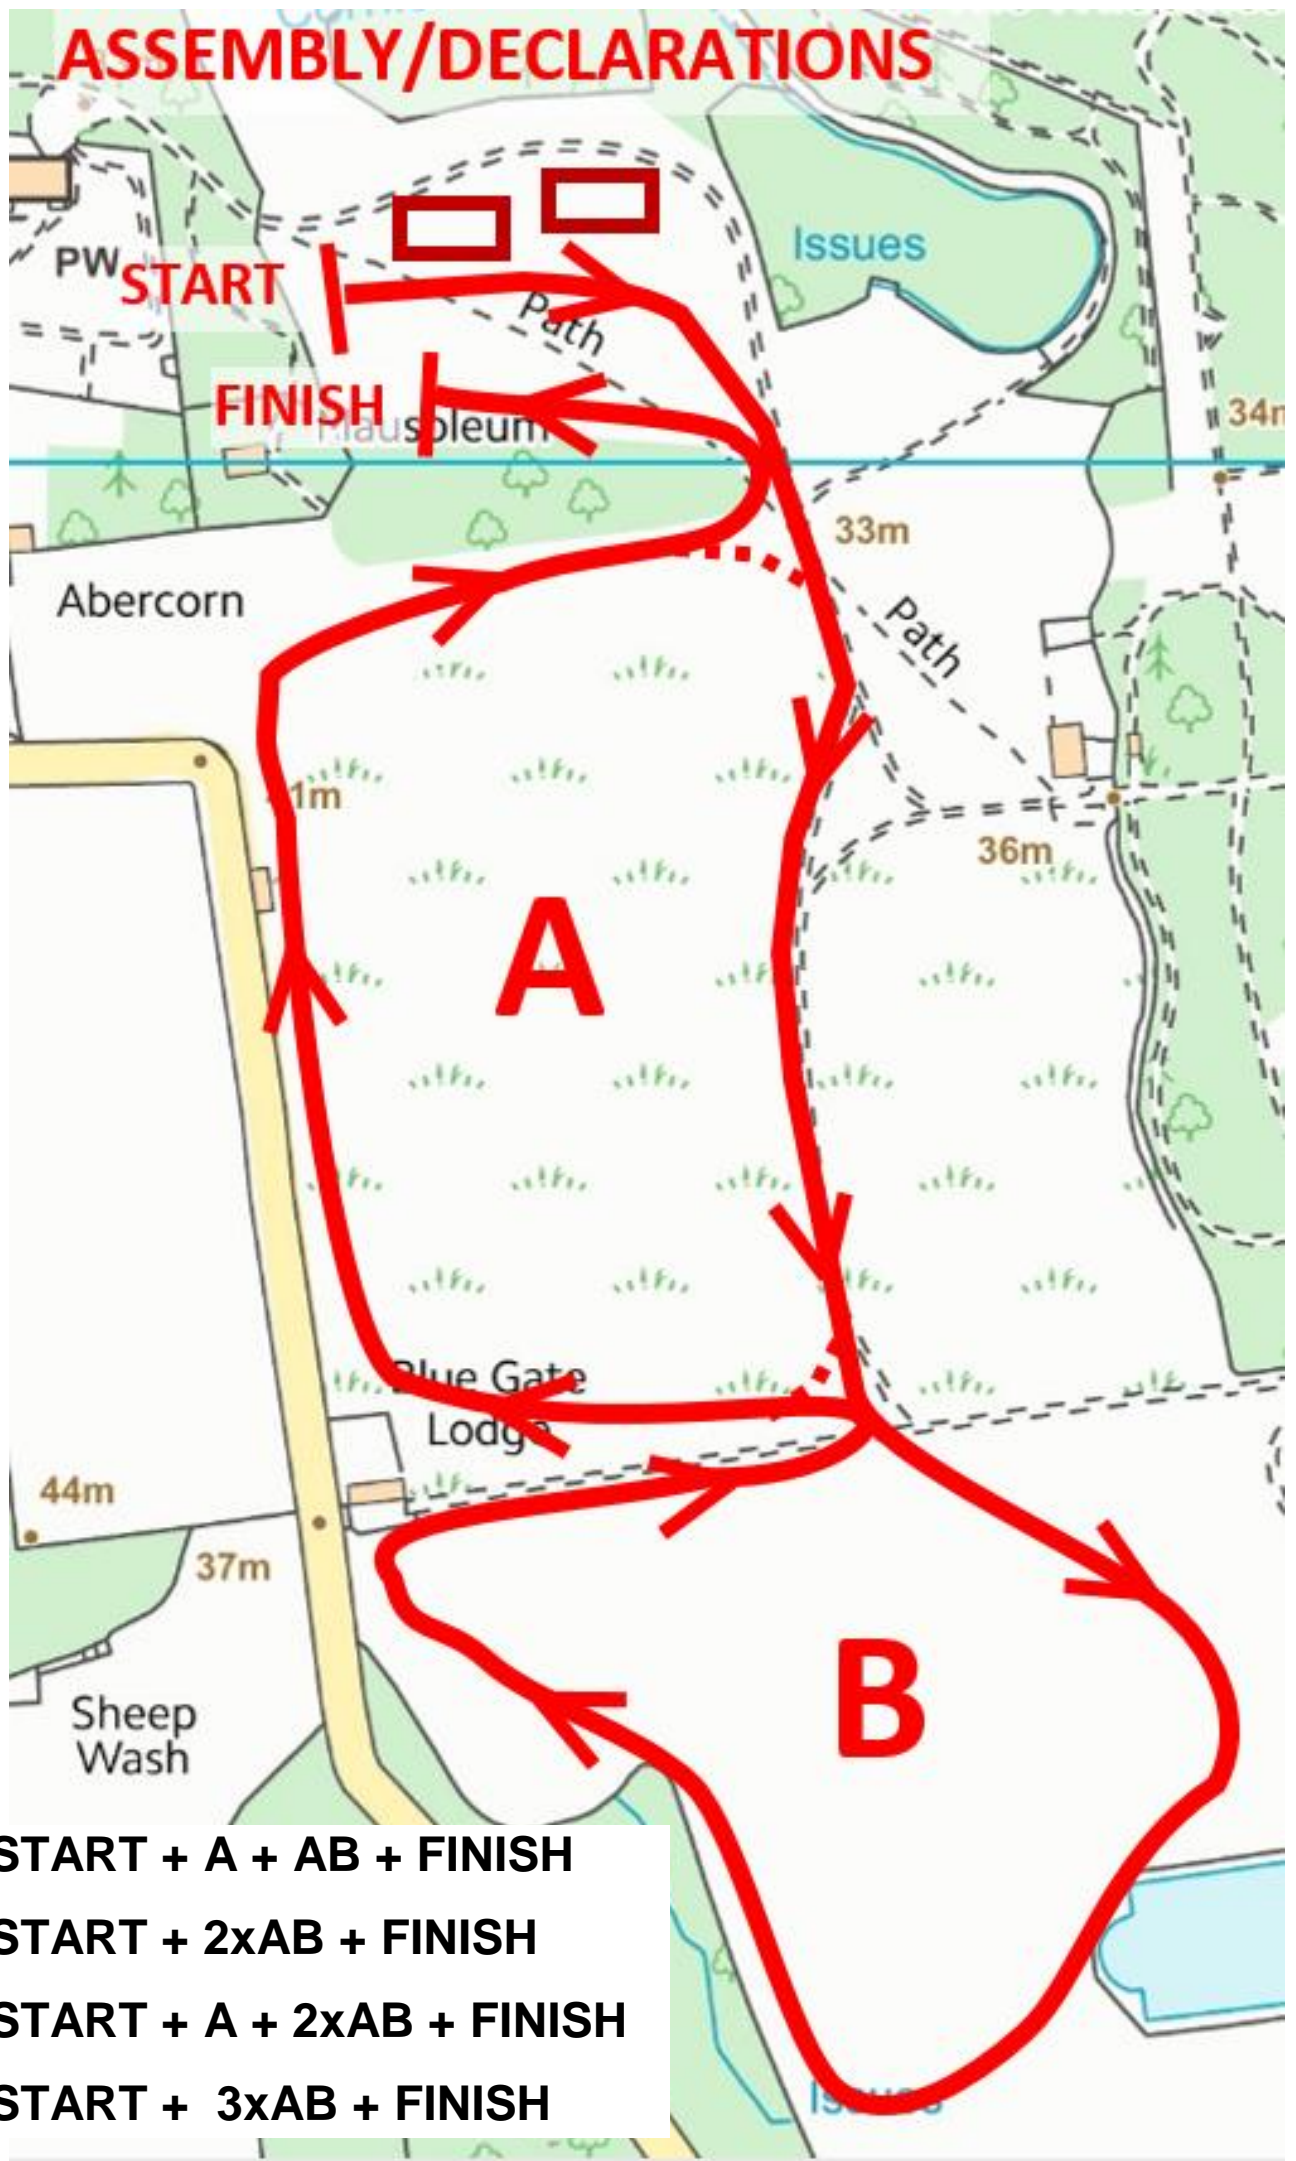 ASSEMBLY/DECLARATIONS
Issues
PW
START
Path
34m
FINISH
Mausoleum
33m
Abercorn
Path
1m
36m
A
Blue Gate
Lodge
44m
37m
B
Sheep
Wash
START + A + AB + FINISH
START + 2xAB + FINISH
START + A + 2xAB + FINISH
START + 3xAB + FINISH
Issues